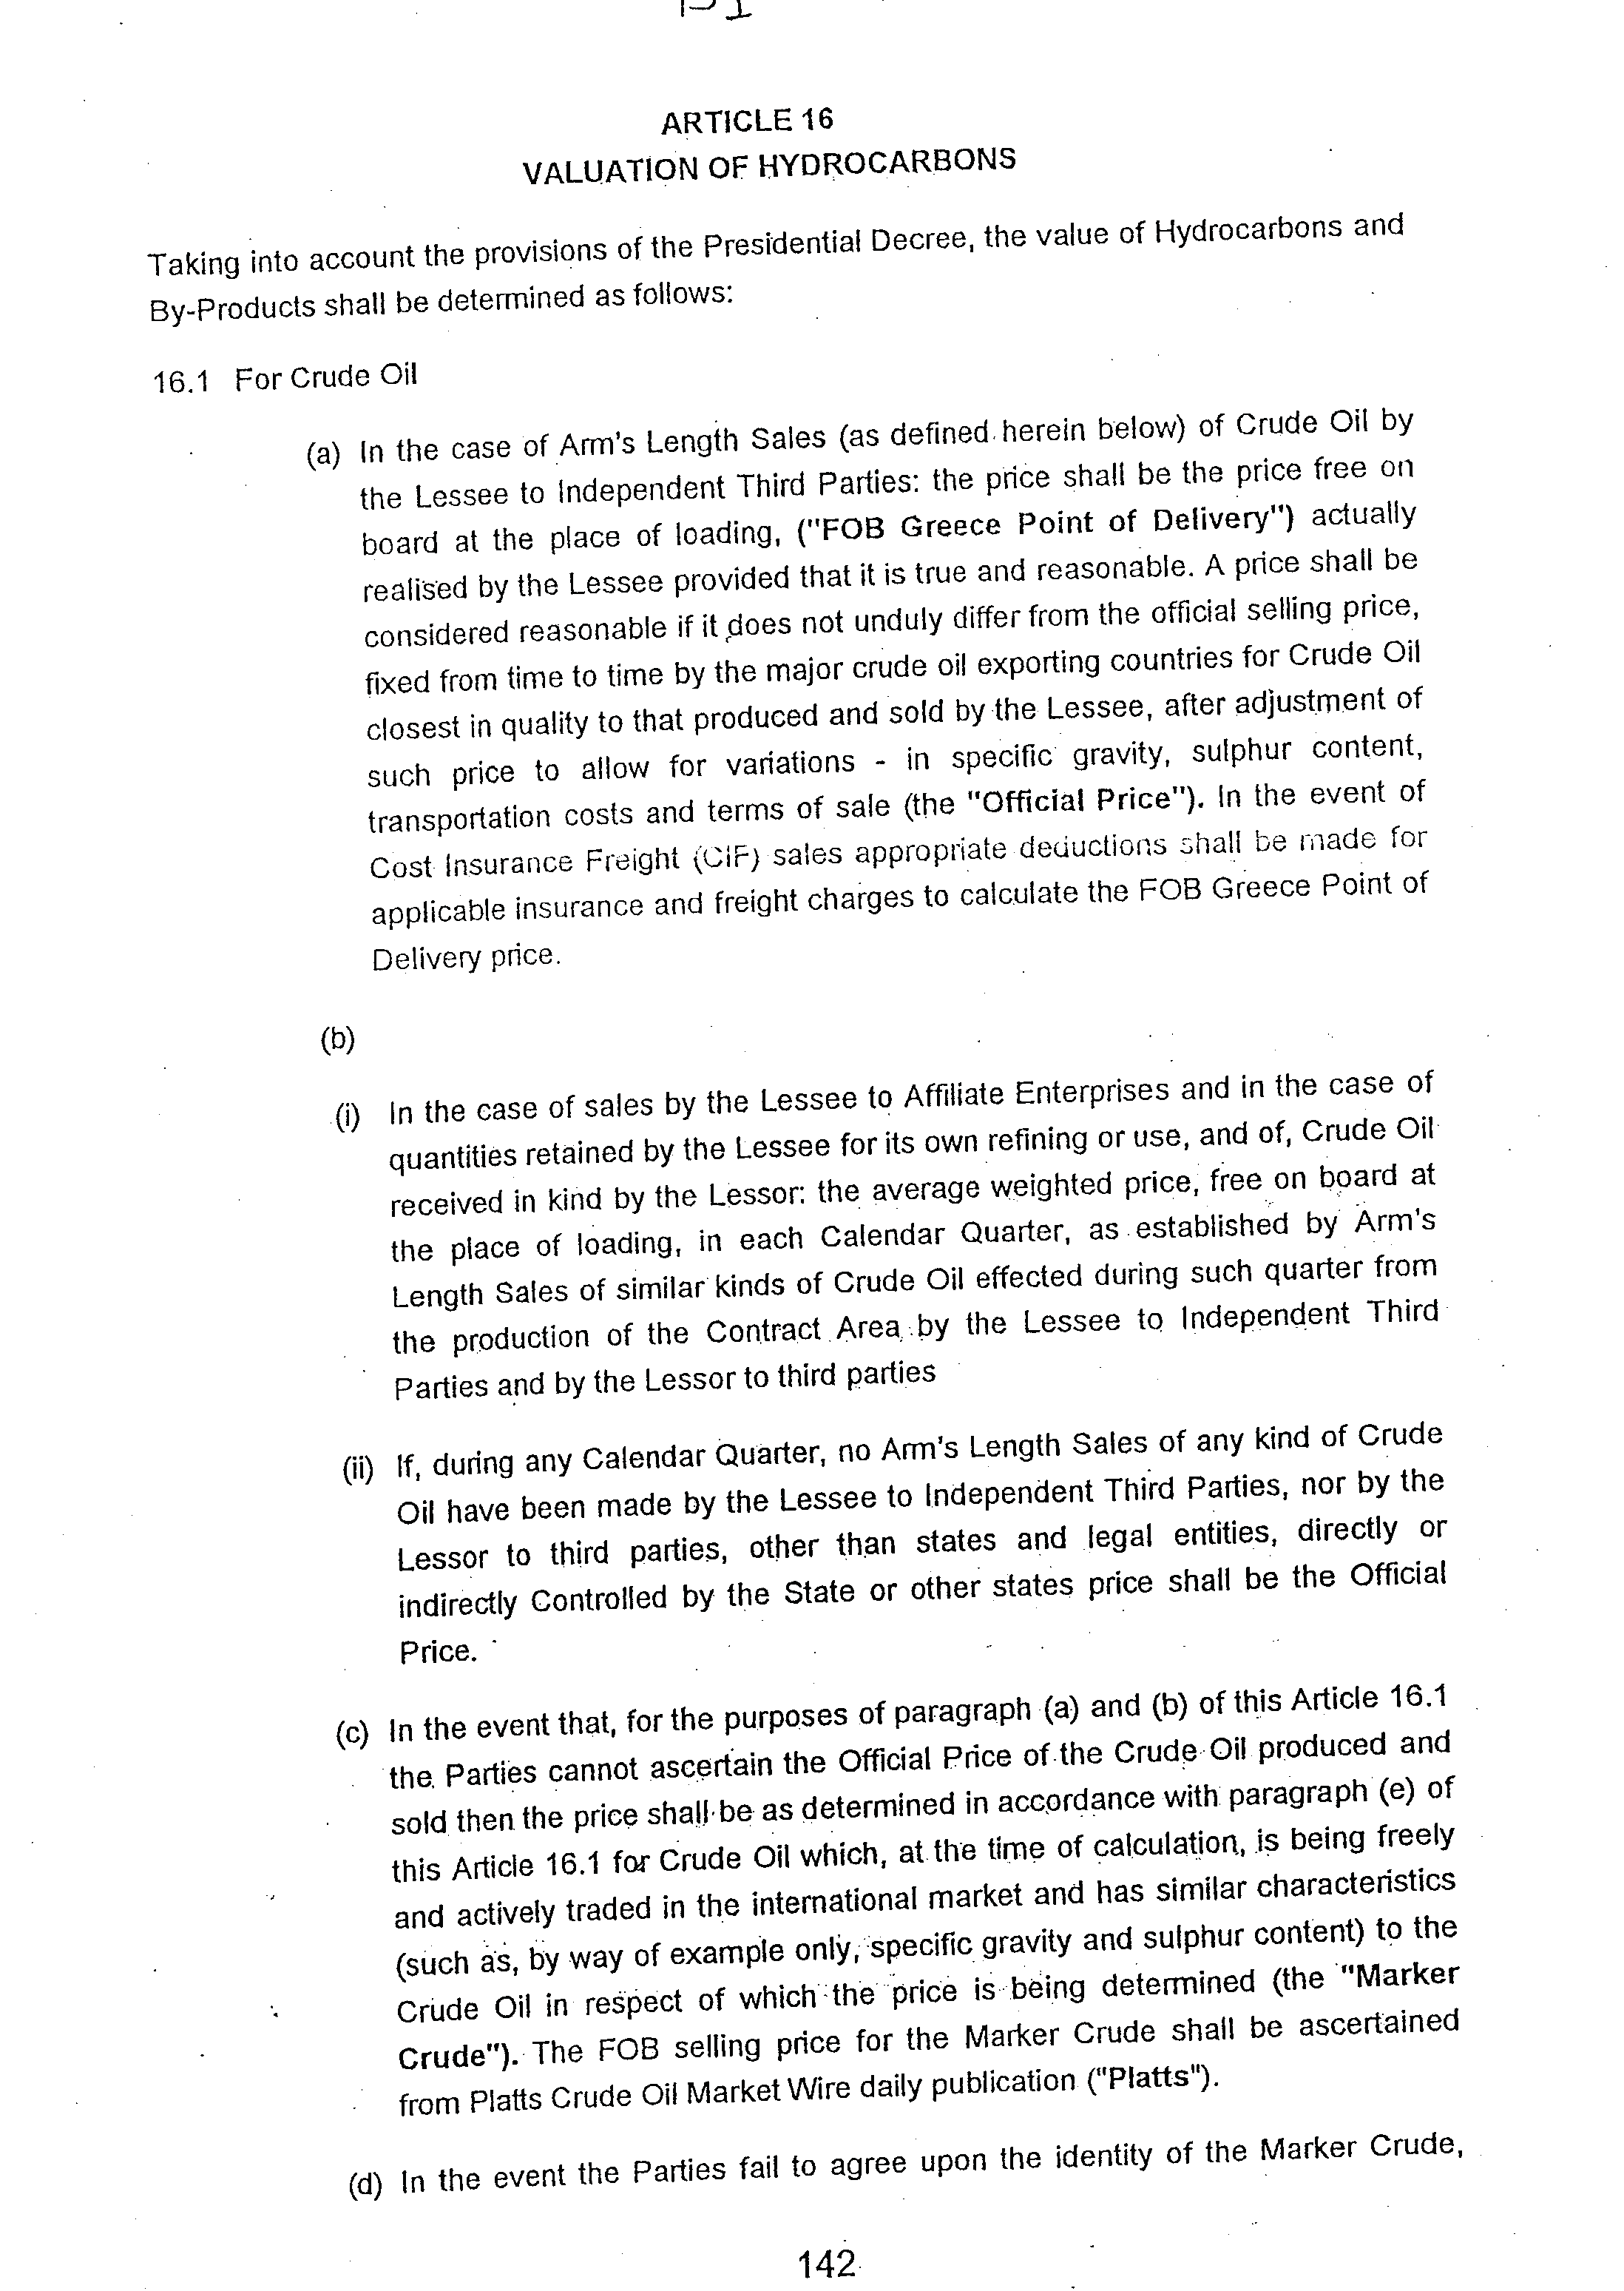 ARTICLE 16
VALUATION OF HYDROCARBONS
Taking into account the provisions of the Presidential Decree, the value of Hydrocarbons and
By-Products shall be determined as follows:
16.1 For Crude Oil
(a) In the case of Arm's Length Sales (as defined herein below) of Crude Oil by
the Lessee to Independent Third Parties: the price shall be the price free on
board at the place of loading, ("FOB Greece Point of Delivery") actually
realised by the Lessee provided that it is true and reasonable. A price shall be
considered reasonable if it does not unduly differ from the official selling price,
fixed from time to time by the major crude oil exporting countries for Crude Oil
closest in quality to that produced and sold by the Lessee, after adjustment of
such price to allow for variations - in specific gravity, sulphur content,
transportation costs and terms of sale (the "Official Price"). In the event of
Cost Insurance Freight (CIF) sales appropriate deductions shall be made for
applicable insurance and freight charges to calculate the FOB Greece Point of
Delivery price.
(b)
(i) In the case of sales by the Lessee to Affiliate Enterprises and in the case of
quantities retained by the Lessee for its own refining or use, and of, Crude Oil
received in kind by the Lessor: the average weighted price, free on board at
the place of loading, in each Calendar Quarter, as established by Arm's
Length Sales of similar kinds of Crude Oil effected during such quarter from
the production of the Contract Area by the Lessee to Independent Third
Parties and by the Lessor to third parties
(ii) If, during any Calendar Quarter, no Arm's Length Sales of any kind of Crude
Oil have been made by the Lessee to Independent Third Parties, nor by the
Lessor to third parties, other than states and legal entities, directly or
indirectly Controlled by the State or other states price shall be the Official
Price.
(c) In the event that, for the purposes of paragraph (a) and (b) of this Article 16.1
the Parties cannot ascertain the Official Price of the Crude Oil produced and
sold then the price shall be as determined in accordance with paragraph (e) of
this Article 16.1 for Crude Oil which, at the time of calculation, is being freely
and actively traded in the international market and has similar characteristics
(such as, by way of example only, specific gravity and sulphur content) to the
Crude Oil in respect of which the price is being determined (the "Marker
Crude"). The FOB selling price for the Marker Crude shall be ascertained
from Platts Crude Oil Market Wire daily publication ("Platts").
(d) In the event the Parties fail to agree upon the identity of the Marker Crude,
142